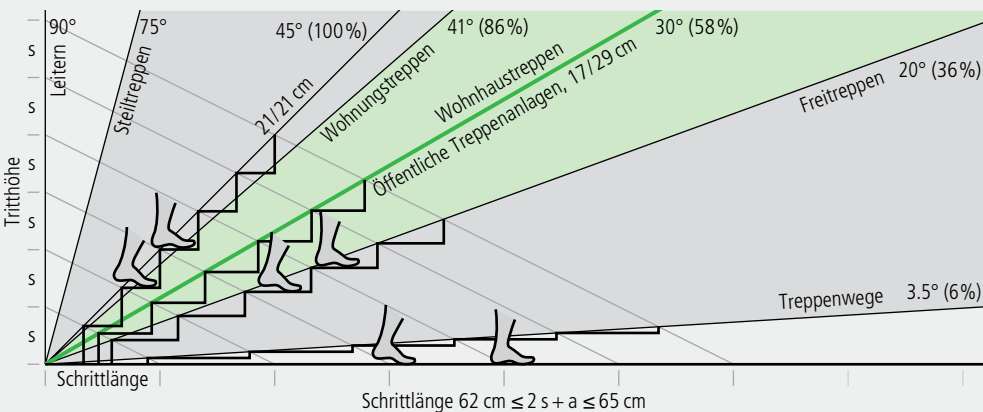 90°
75°
45° (100 %)
41° (86 %)
30° (58 %)
20° (36 %)
3.5° (6 %)
Leitern
Steiltreppen
21/21 cm
Wohnungstreppen
Wohnhaustreppen
Öffentliche Treppenanlagen, 17/29 cm
Freitreppen
Treppenwege
Tritthöhe
s
s
s
s
s
s
Schrittlänge
Schrittlänge 62 cm ≤ 2 s + a ≤ 65 cm